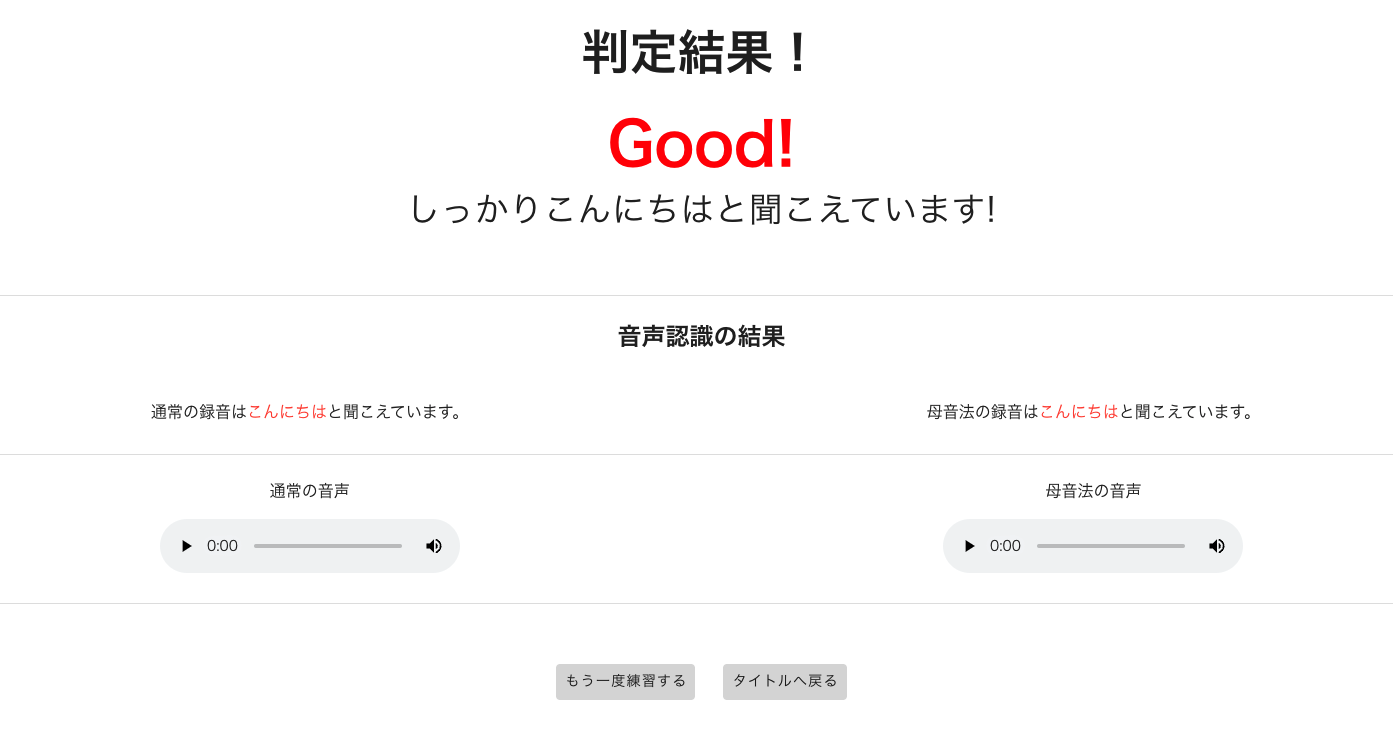 判定結果！
Good!
しっかりこんにちはと聞こえています!
音声認識の結果
通常の録音はこんにちはと聞こえています。
母音法の録音はこんにちはと聞こえています。
通常の音声
母音法の音声
0:00
0:00
もう一度練習する
タイトルへ戻る